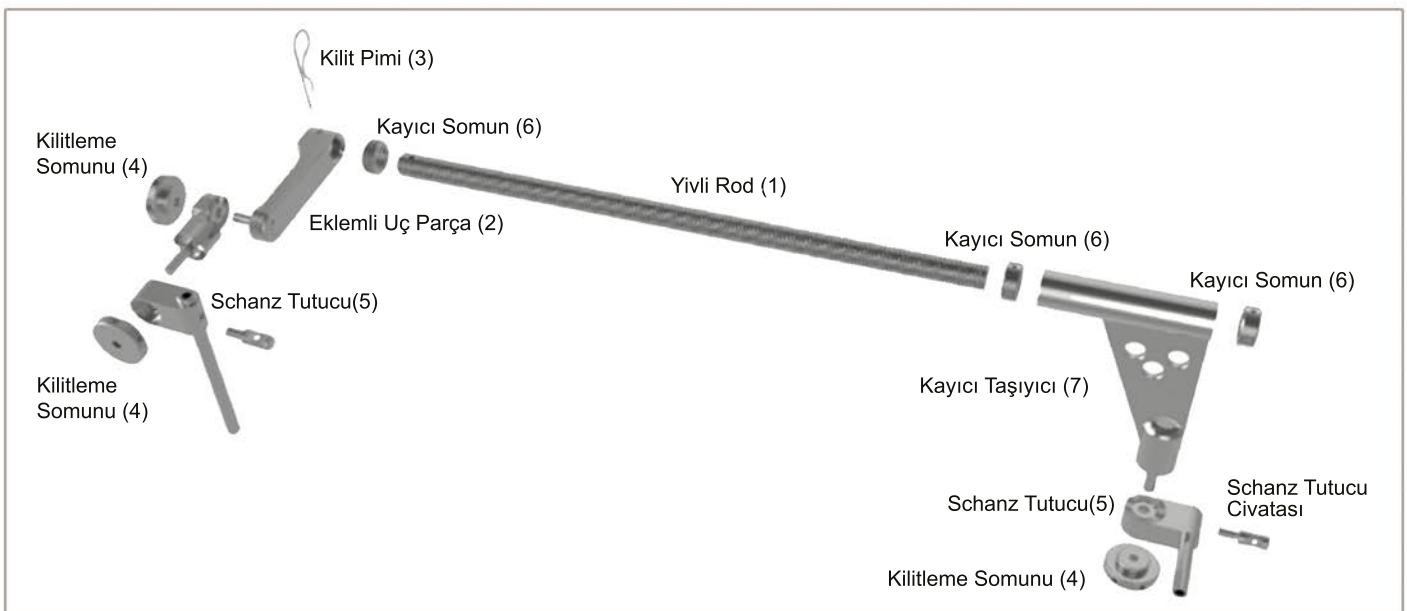 Kilit Pimi (3)
Kayıcı Somun (6)
Kilitleme
Somunu (4)
Yivli Rod (1)
Eklemli Uç Parça (2)
Kayıcı Somun (6)
Kayıcı Somun (6)
Schanz Tutucu(5)
Kilitleme
Somunu (4)
Kayıcı Taşıyıcı (7)
Schanz Tutucu(5)
Schanz Tutucu
Civatası
Kilitleme Somunu (4)